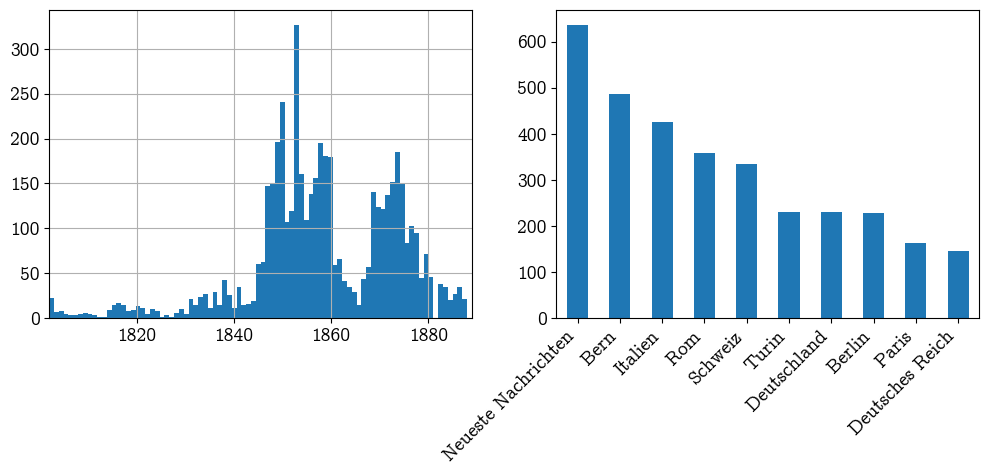 300
250
200
150
100
50
0
1820 1840 1860 1880
600
500
400
300
200
100
0
Neueste Nachrichten
Bern
Italien
Rom
Schweiz
Turin
Deutschland
Berlin
Paris
Deutsches Reich